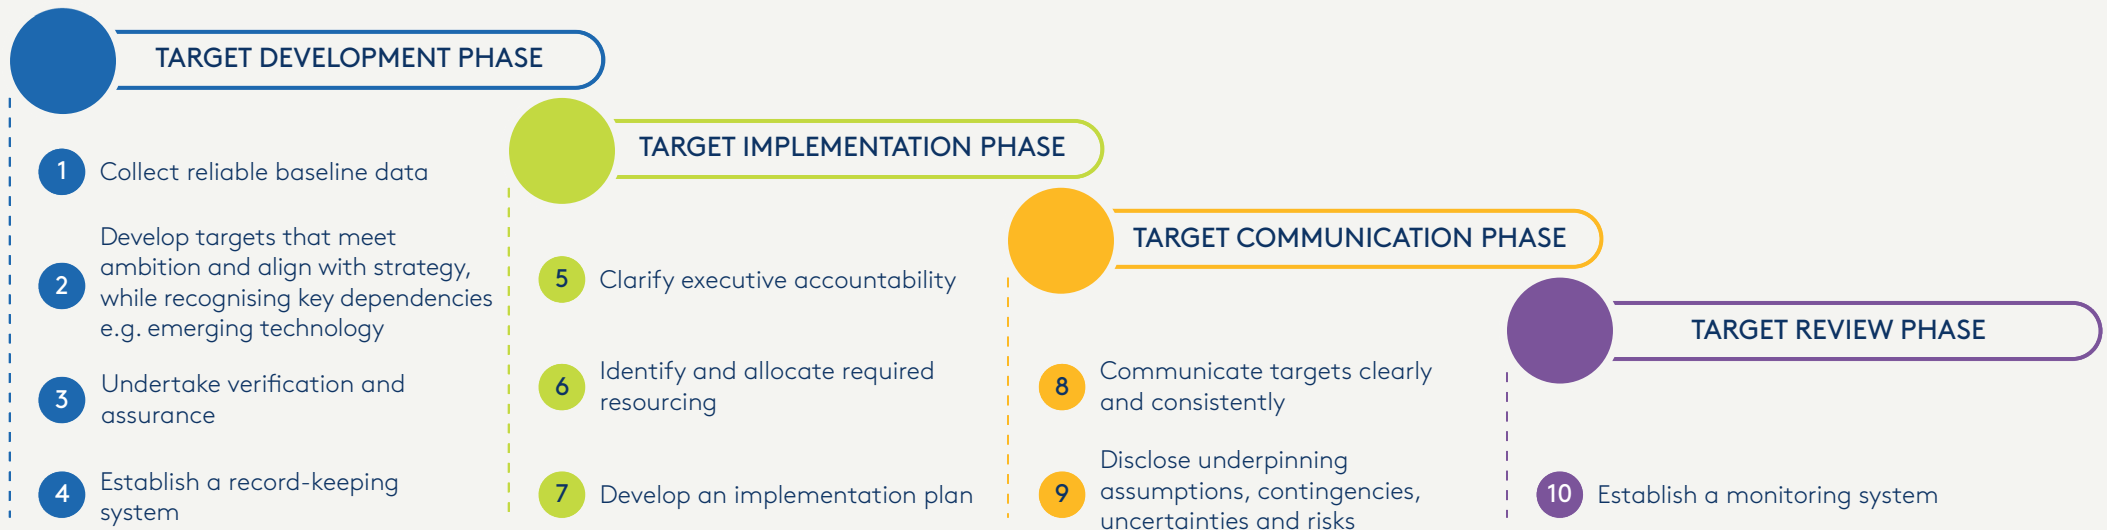 TARGET DEVELOPMENT PHASE
1
Collect reliable baseline data
2
Develop targets that meet
ambition and align with strategy,
while recognising key dependencies
e.g. emerging technology
3
Undertake verification and
assurance
4
Establish a record-keeping
system
TARGET IMPLEMENTATION PHASE
5
Clarify executive accountability
6
Identify and allocate required
resourcing
7
Develop an implementation plan
TARGET COMMUNICATION PHASE
8
Communicate targets clearly
and consistently
9
Disclose underpinning
assumptions, contingencies,
uncertainties and risks
TARGET REVIEW PHASE
10
Establish a monitoring system